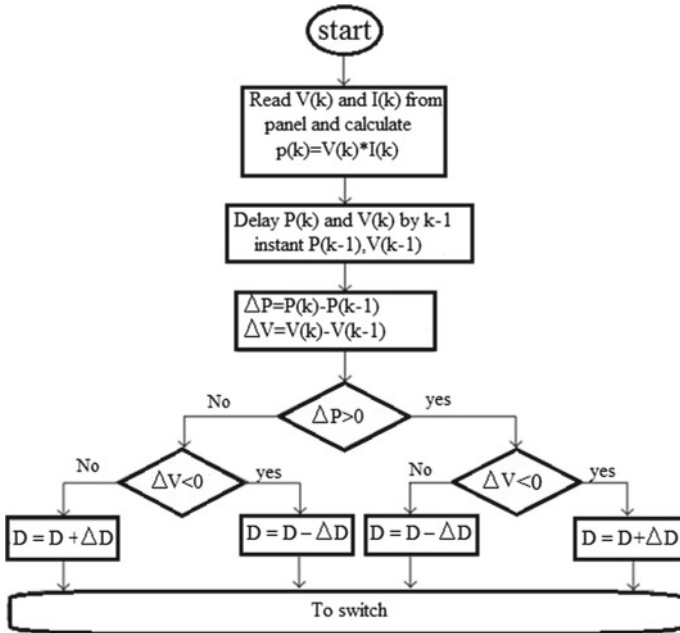 start
Read V(k) and I(k) from
panel and calculate
p(k)=V(k)*I(k)
Delay P(k) and V(k) by k-1
instant P(k-1),V(k-1)
△P=P(k)-P(k-1)
△V=V(k)-V(k-1)
No
△P>0
yes
No
△V<0
yes
No
△V<0
yes
D = D +△D
D = D – △D
D = D – △D
D = D+△D
To switch